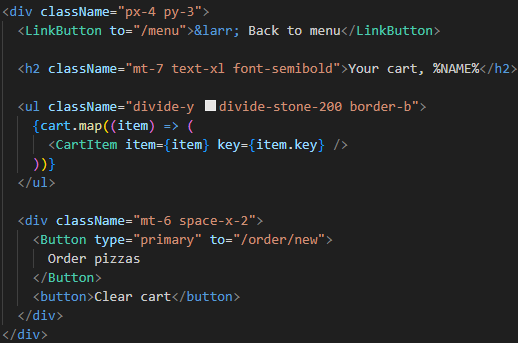 <div className="px-4 py-3">
<LinkButton to="/menu">&larr; Back to menu</LinkButton>
<h2 className="mt-7 text-xl font-semibold">Your cart, %NAME%</h2>
<ul className="divide-y divide-stone-200 border-b">
{cart.map((item) => (
<CartItem item={item} key={item.key} />
))}
</ul>
<div className="mt-6 space-x-2">
<Button type="primary" to="/order/new">
Order pizzas
</Button>
<button>Clear cart</button>
</div>
</div>